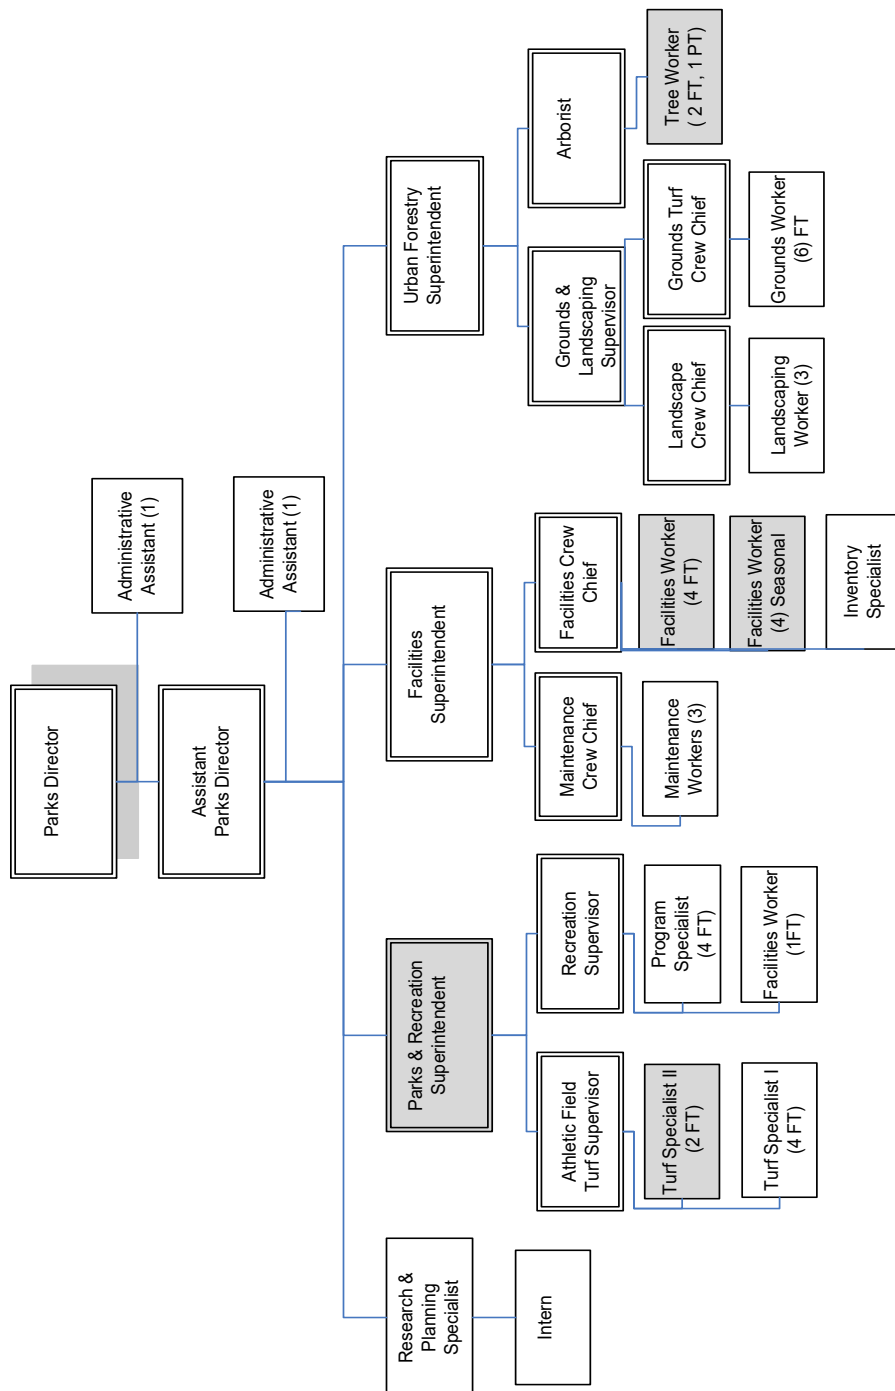 Parks Director
Administrative
Assistant (1)
Assistant
Parks Director
Administrative
Assistant (1)
Research &
Planning
Specialist
Intern
Parks & Recreation
Superintendent
Athletic Field
Turf Supervisor
Turf Specialist II
(2 FT)
Turf Specialist I
(4 FT)
Recreation
Supervisor
Program
Specialist
(4 FT)
Facilities Worker
(1FT)
Facilities
Superintendent
Maintenance
Crew Chief
Maintenance
Workers (3)
Facilities Crew
Chief
Facilities Worker
(4 FT)
Facilities Worker
(4) Seasonal
Inventory
Specialist
Urban Forestry
Superintendent
Grounds &
Landscaping
Supervisor
Landscape
Crew Chief
Landscaping
Worker (3)
Grounds Turf
Crew Chief
Grounds Worker
(6) FT
Arborist
Tree Worker
( 2 FT, 1 PT)